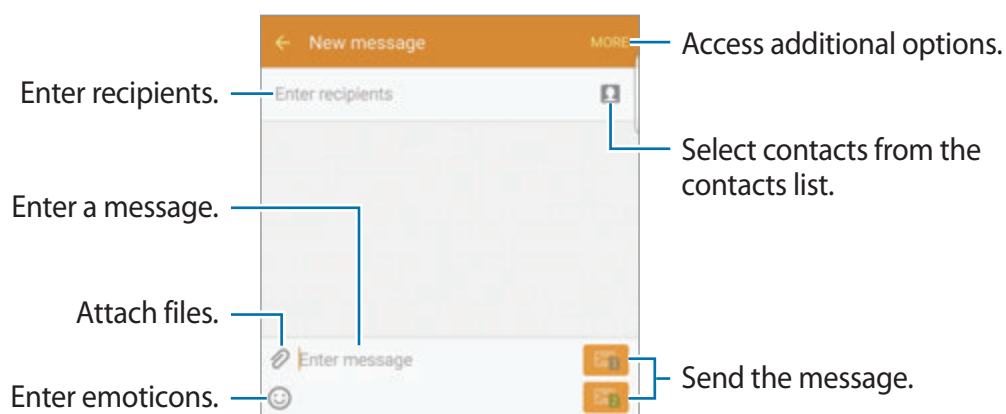 New message
MORE
Access additional options.
Enter recipients.
Enter recipients
Select contacts from the
contacts list.
Enter a message.
Attach files.
Enter message
Send the message.
Enter emoticons.